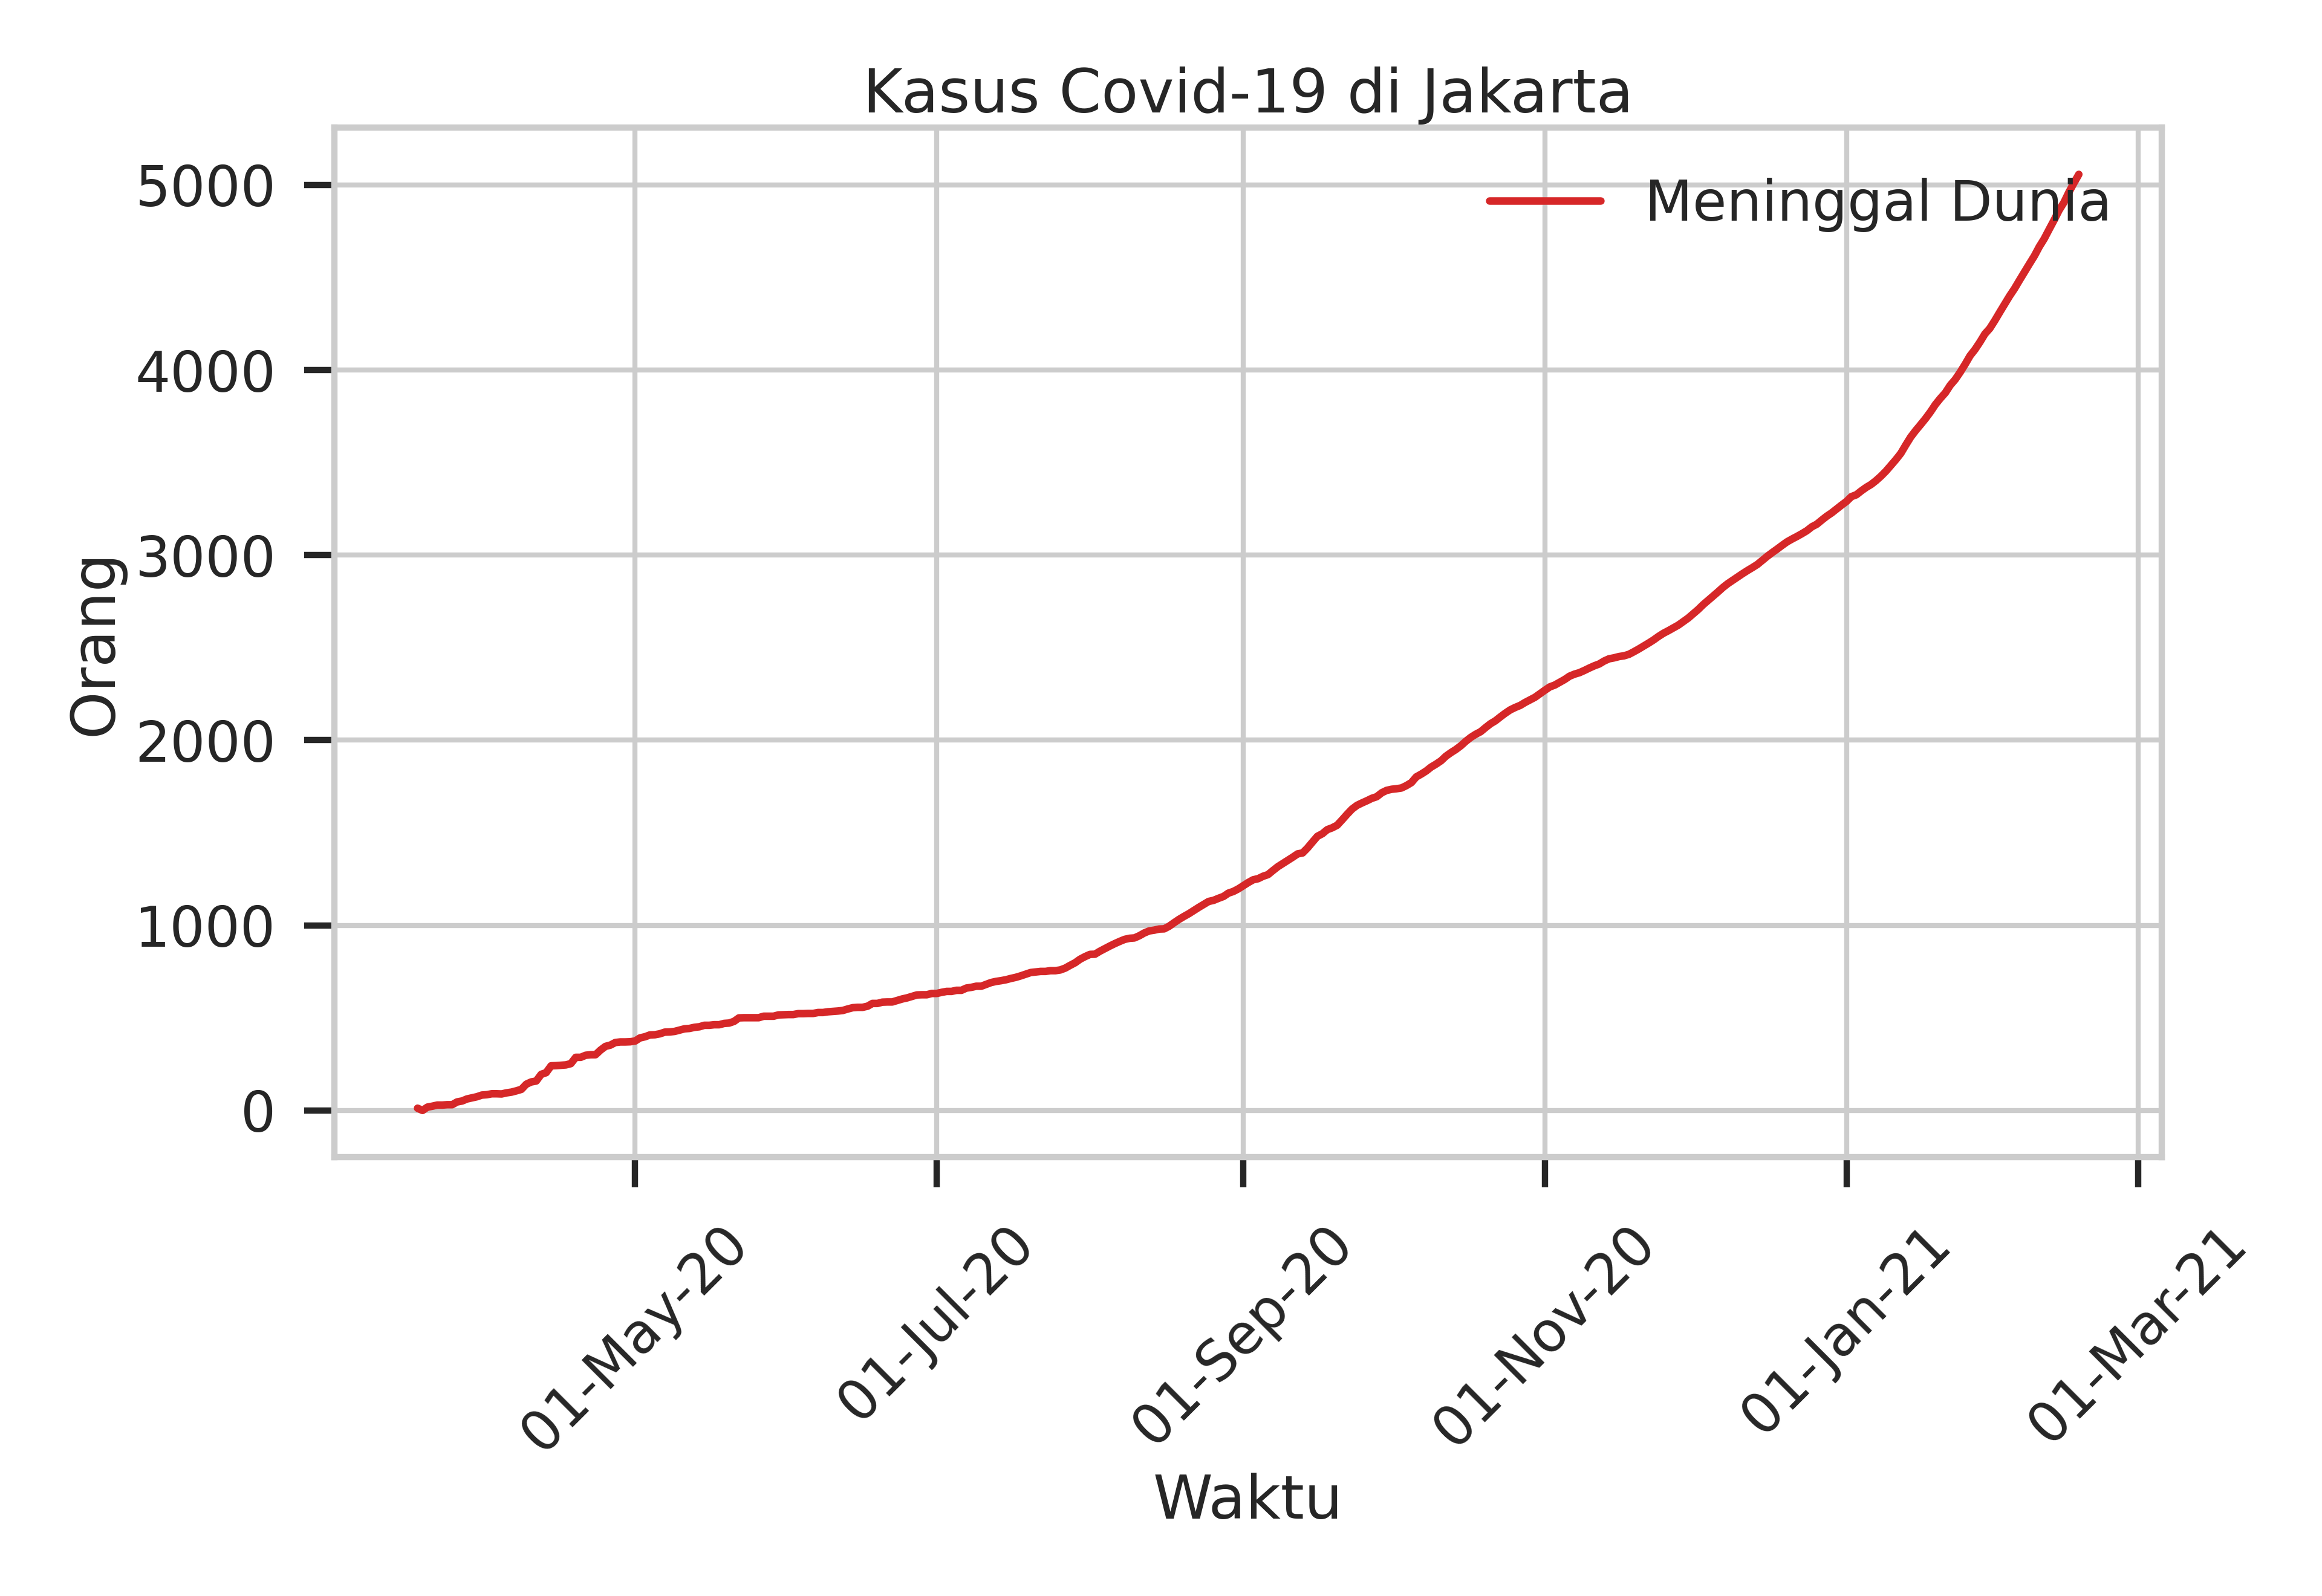 Kasus Covid-19 di Jakarta
Meninggal Dunia
Orang
5000
4000
3000
2000
1000
0
01-May-20
01-Jul-20
01-Sep-20
01-Nov-20
01-Jan-21
01-Mar-21
Waktu